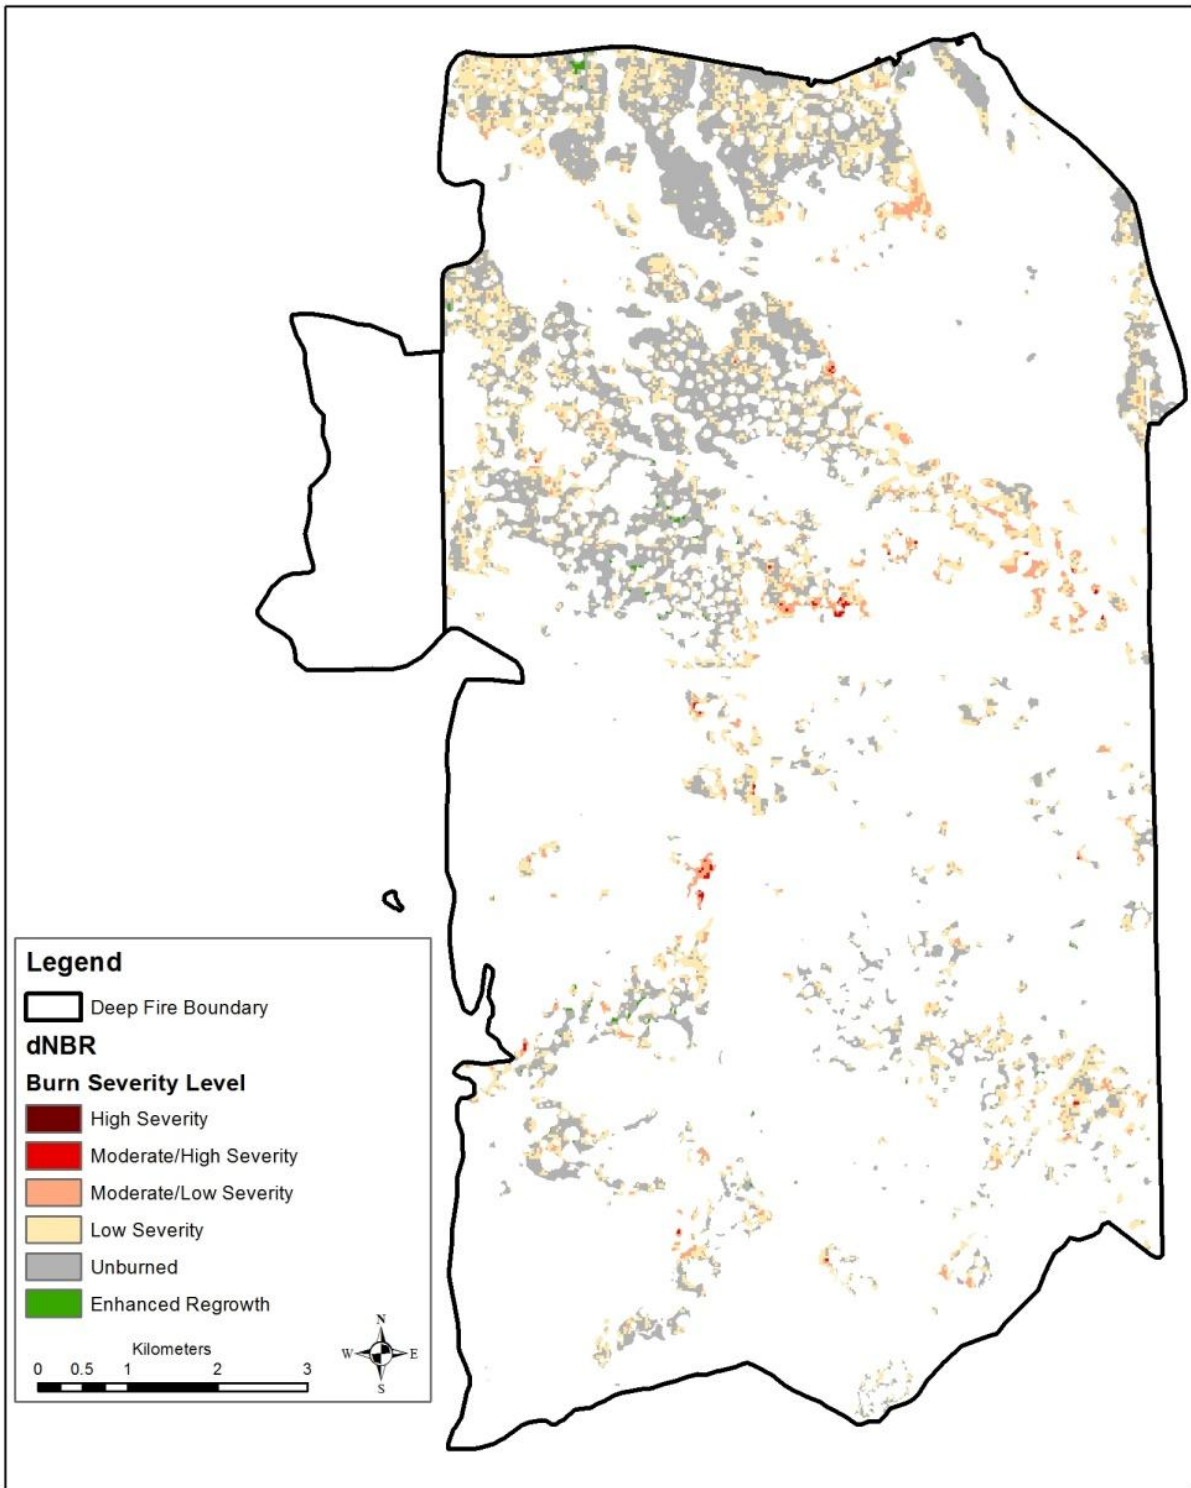 Legend
Deep Fire Boundary
dNBR
Burn Severity Level
High Severity
Moderate/High Severity
Moderate/Low Severity
Low Severity
Unburned
Enhanced Regrowth
Kilometers
0 0.5 1 2 3
N
W E
S